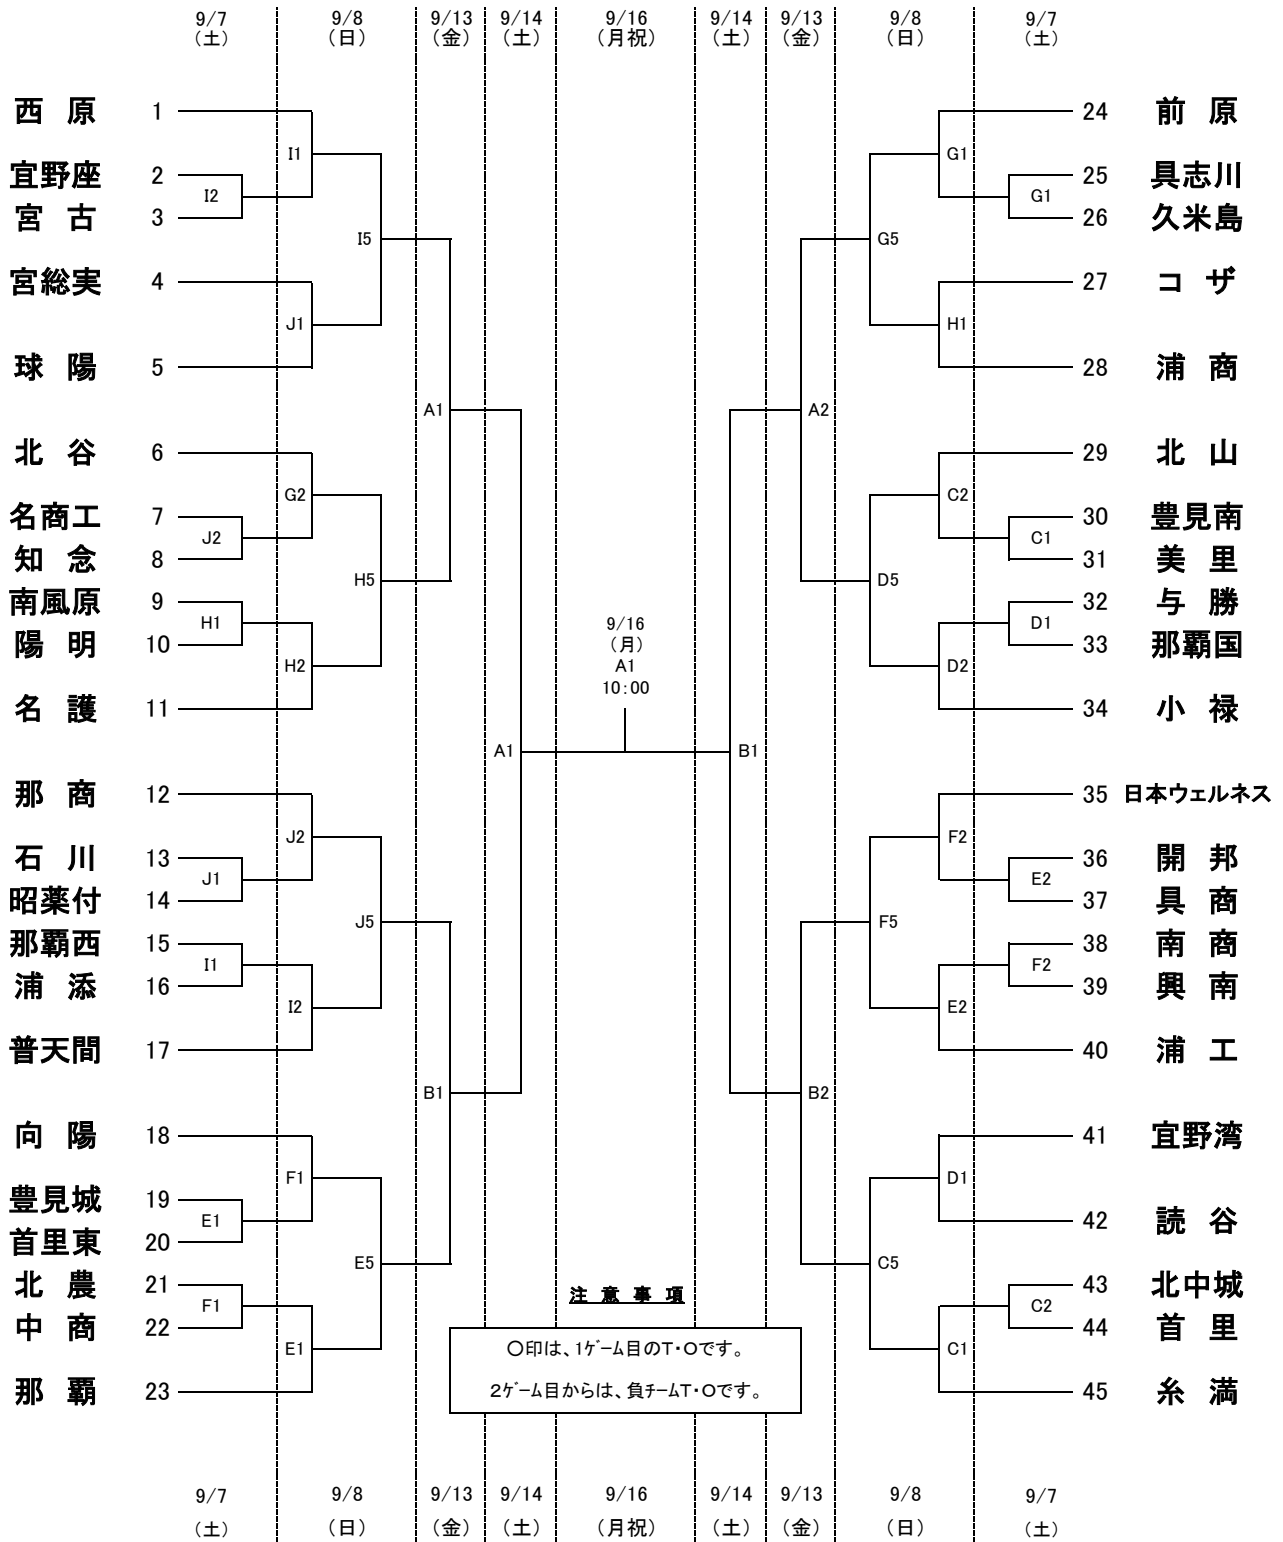 9/7 9/8 9/13 9/14 9/16 9/14 9/13 9/8 9/7
(土) (日) (金) (土) (月祝) (土) (金) (日) (土)
西 原 1 24 前 原
I1 G1
宜野座 2 25 具志川
I2 G1
宮 古 3 26 久米島
I5 G5
宮総実 4 27 コ ザ
J1 H1
球 陽 5 28 浦 商
A1 A2
北 谷 6 29 北 山
G2 C2
名商工 7 30 豊見南
J2 C1
知 念 8 31 美 里
H5 D5
南風原 9 32 与 勝
H1 9/16 D1
陽 明 10 (月) 33 那覇国
H2 A1 D2
10:00
名 護 11 34 小 禄
A1 B1
那 商 12 35 日本ウェルネス
J2 F2
石 川 13 36 開 邦
J1 E2
昭薬付 14 37 具 商
J5 F5
那覇西 15 38 南 商
I1 F2
浦 添 16 39 興 南
I2 E2
普天間 17 40 浦 工
B1 B2
向 陽 18 41 宜野湾
F1 D1
豊見城 19 42 読 谷
E1
首里東 20
E5 C5
北 農 21 注 意 事 項 43 北中城
F1 C2
中 商 22 44 首 里
E1 〇印は、1ゲーム目のT・Oです。 C1
那 覇 23 2ゲーム目からは、負チームT・Oです。 45 糸 満
9/7 9/8 9/13 9/14 9/16 9/14 9/13 9/8 9/7
(土) (日) (金) (土) (月祝) (土) (金) (日) (土)